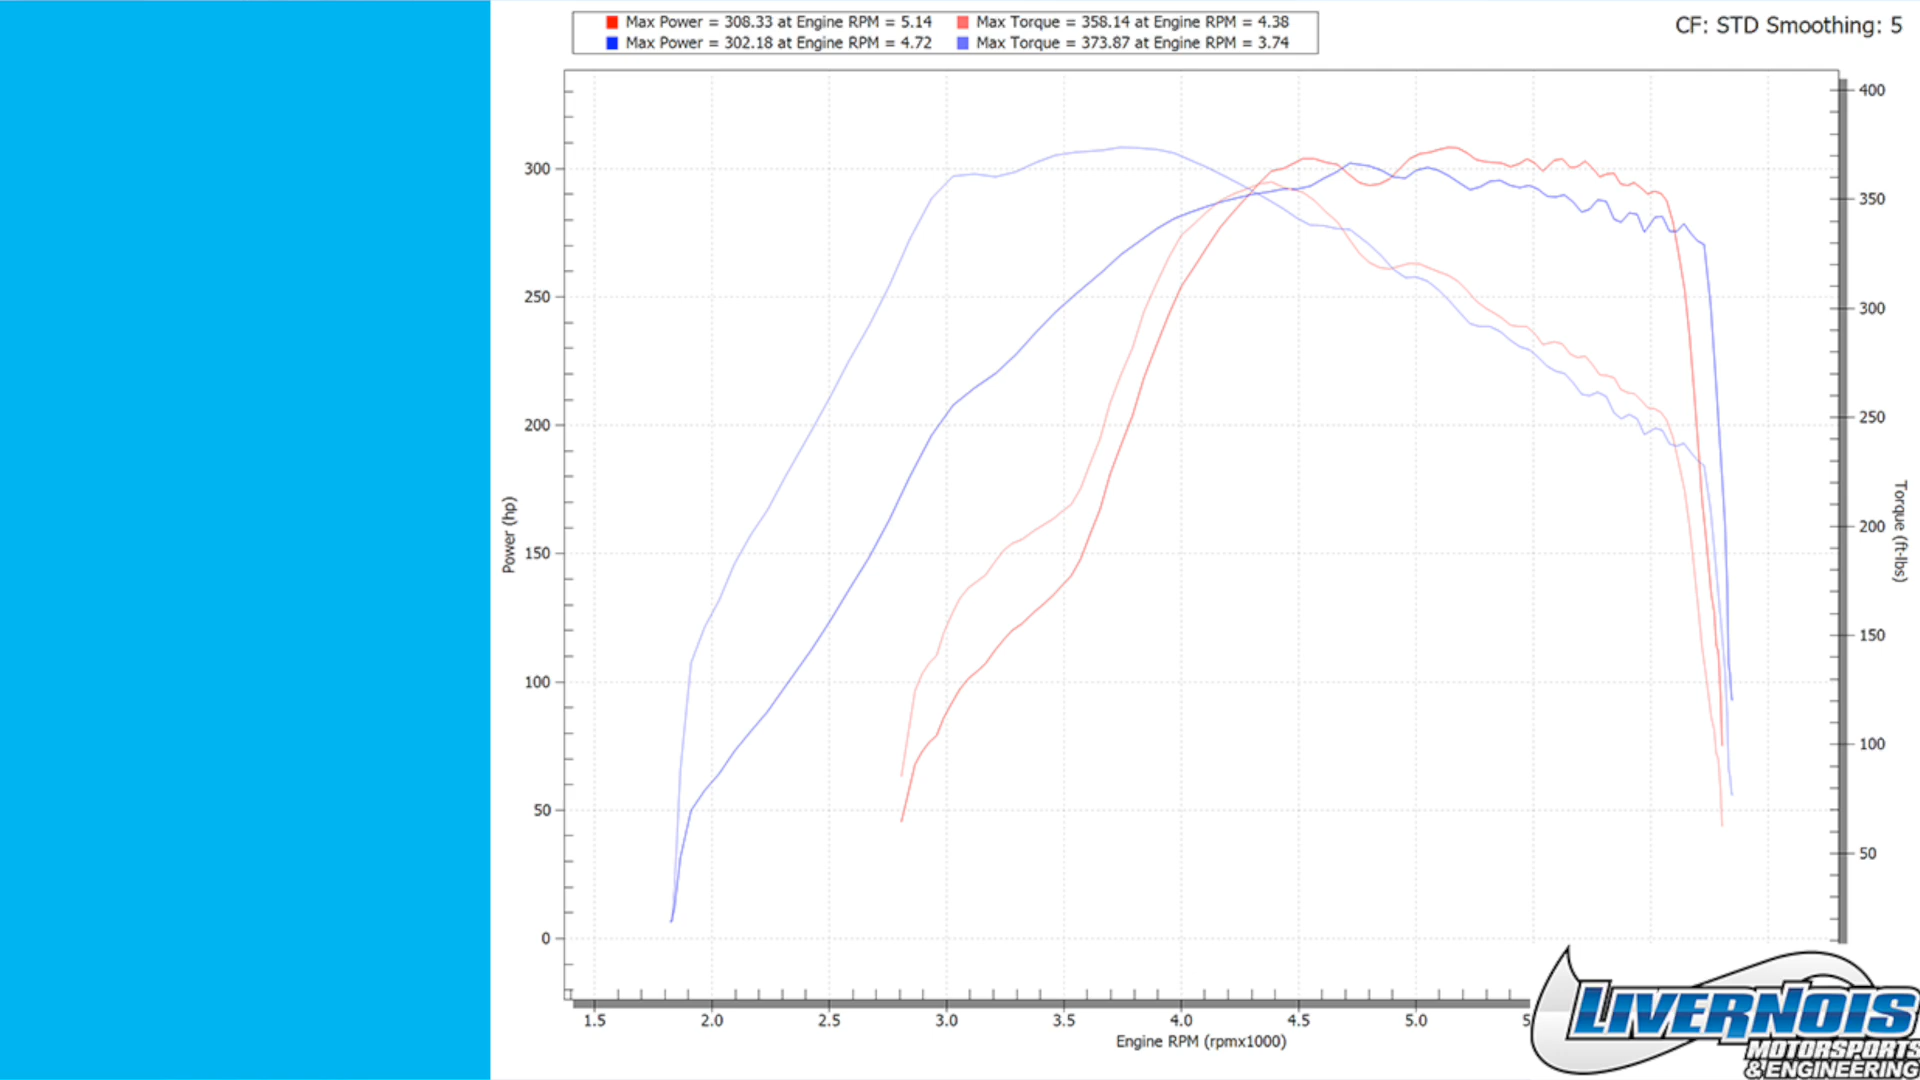 Max Power = 308.33 at Engine RPM = 5.14 Max Torque = 358.14 at Engine RPM = 4.38
Max Power = 302.18 at Engine RPM = 4.72 Max Torque = 373.87 at Engine RPM = 3.74
CF: STD Smoothing: 5
300
250
200
150
100
50
0
Power (hp)
400
350
300
250
200
150
100
50
Torque (ft-lbs)
1.5 2.0 2.5 3.0 3.5 4.0 4.5 5.0 5
Engine RPM (rpmx1000)
LIVERNOIS
MOTORSPORTS
& ENGINEERING